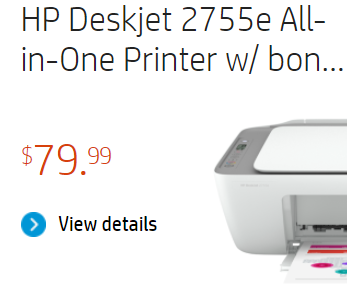 HP Deskjet 2755e All-
in-One Printer w/ bon...
$79.99
View details